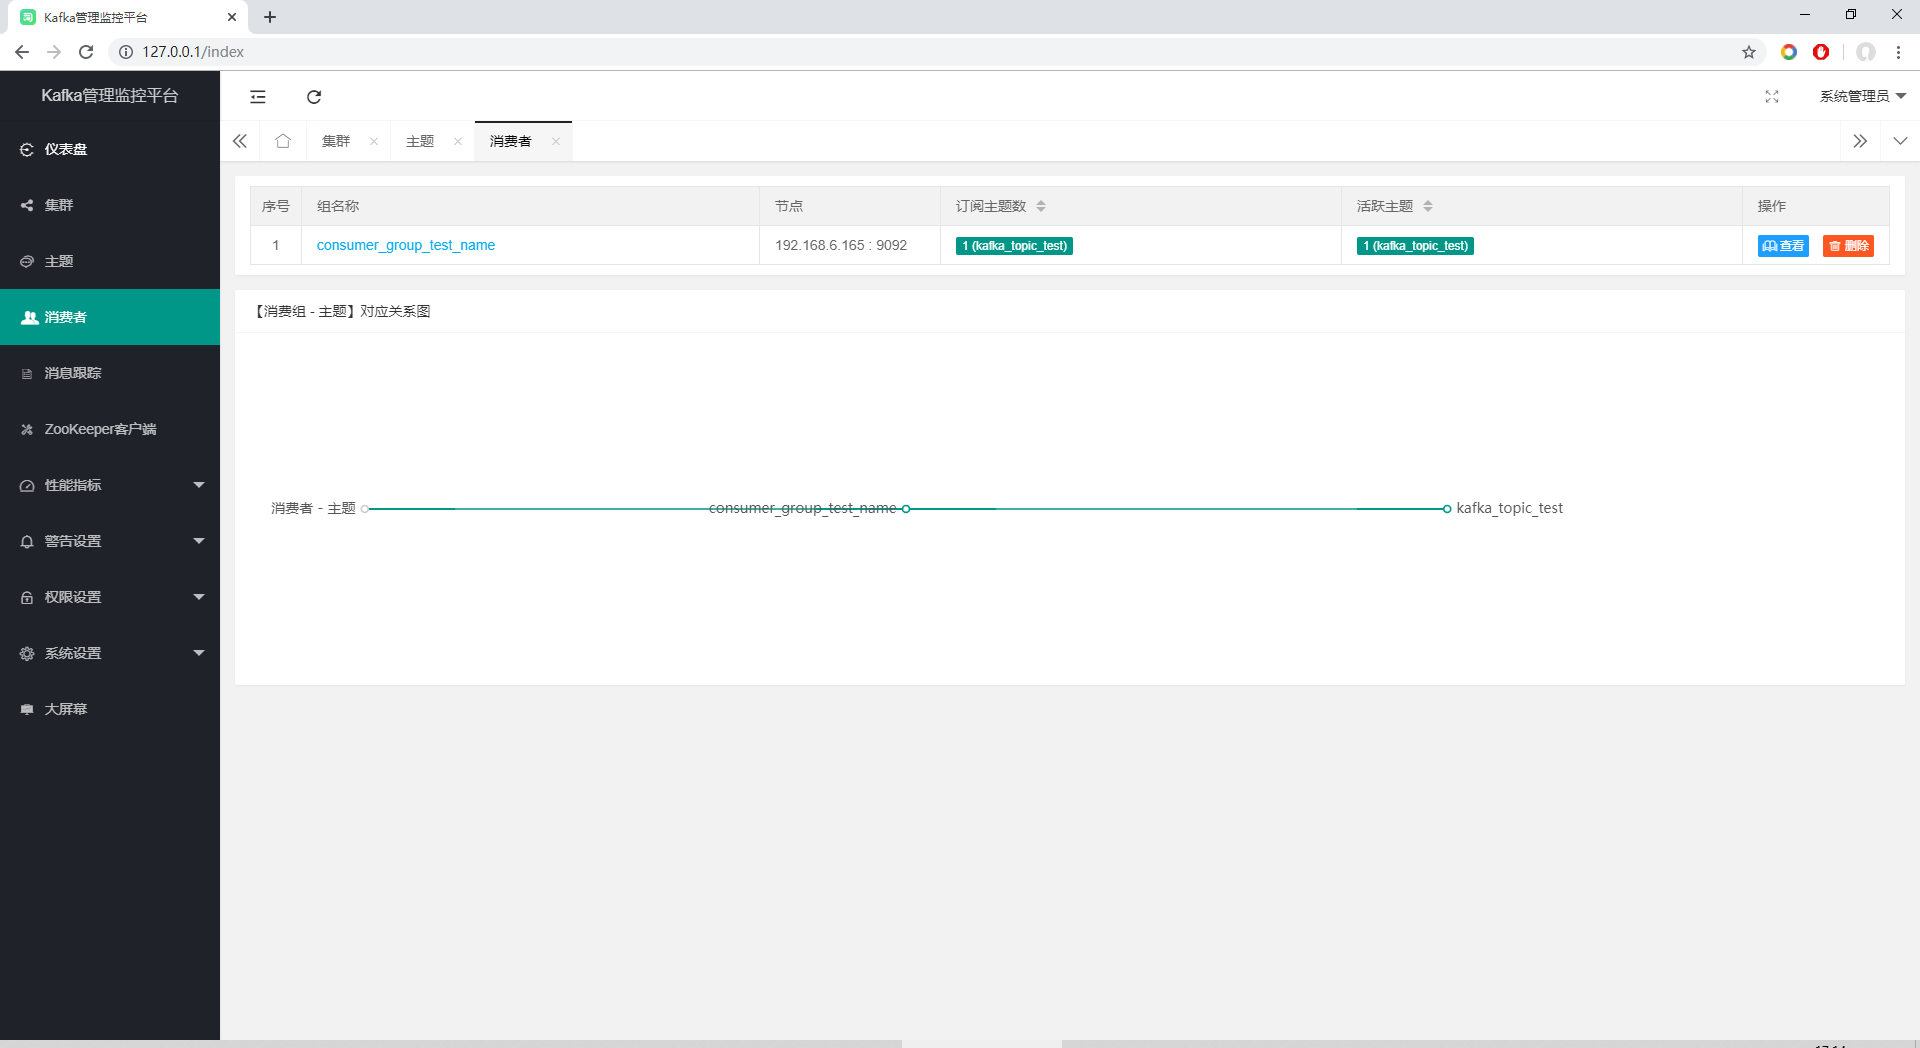 Kafka管理监控平台
127.0.0.1/index
Kafka管理监控平台
系统管理员
仪表盘
集群
主题
消费者
消息跟踪
ZooKeeper客户端
性能指标
警告设置
权限设置
系统设置
大屏幕
集群 主题 消费者
序号 组名称 节点 订阅主题数 活跃主题 操作
1 consumer_group_test_name 192.168.6.165 : 9092 1 (kafka_topic_test) 1 (kafka_topic_test) 查看 删除
【消费组 - 主题】对应关系图
消费者 - 主题 consumer_group_test_name kafka_topic_test